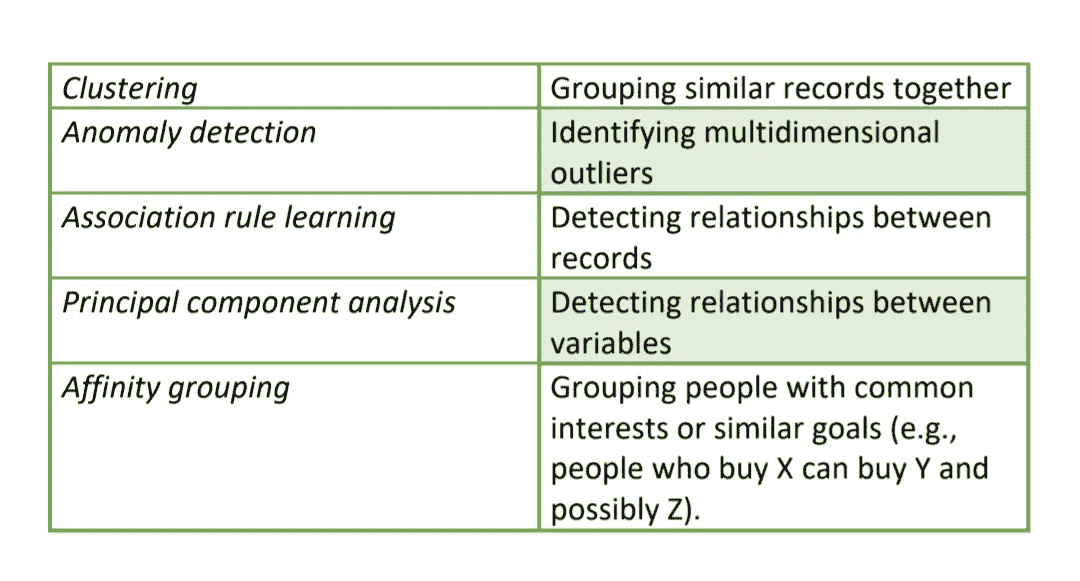 Clustering
Grouping similar records together
Anomaly detection
Identifying multidimensional
outliers
Association rule learning
Detecting relationships between
records
Principal component analysis
Detecting relationships between
variables
Affinity grouping
Grouping people with common
interests or similar goals (e.g.,
people who buy X can buy Y and
possibly Z).